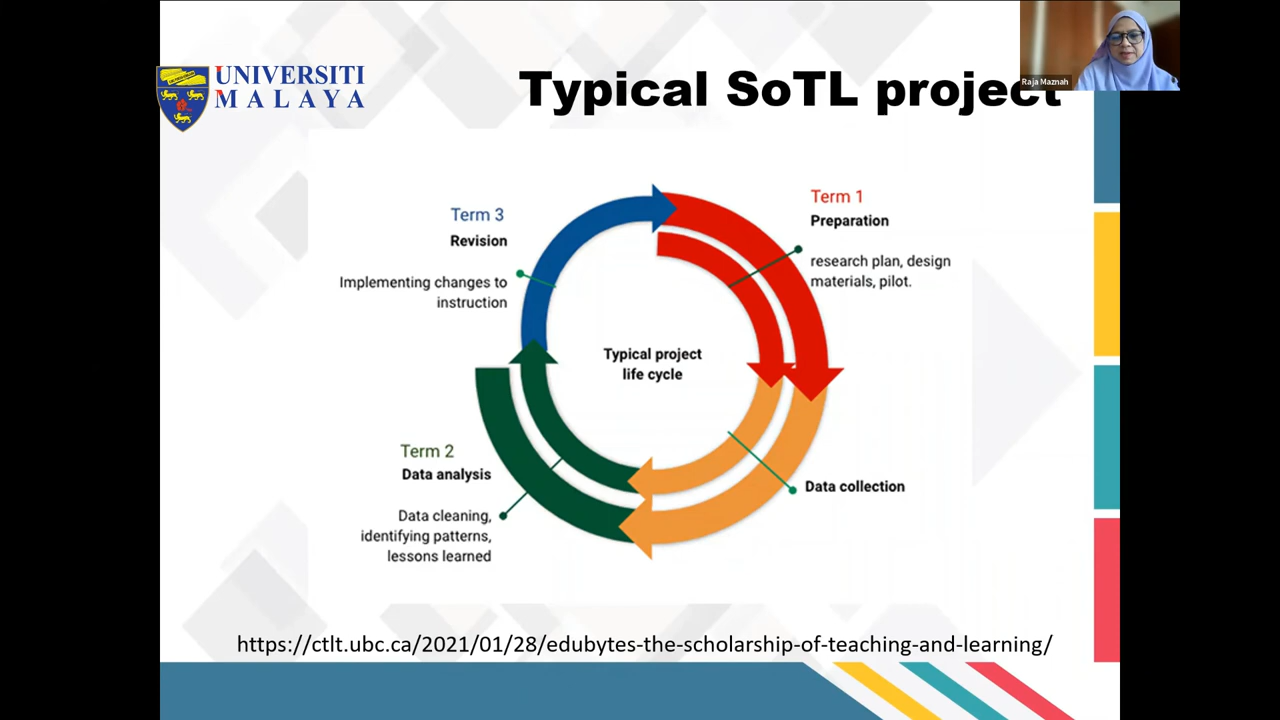 UNIVERSITI
MALAYA
Typical SoTL project
Raja Maznah
Term 1
Preparation
research plan, design
materials, pilot.
Term 3
Revision
Implementing changes to
instruction
Typical project
life cycle
Term 2
Data analysis
Data cleaning,
identifying patterns,
lessons learned
Data collection
https://ctlt.ubc.ca/2021/01/28/edubytes-the-scholarship-of-teaching-and-learning/